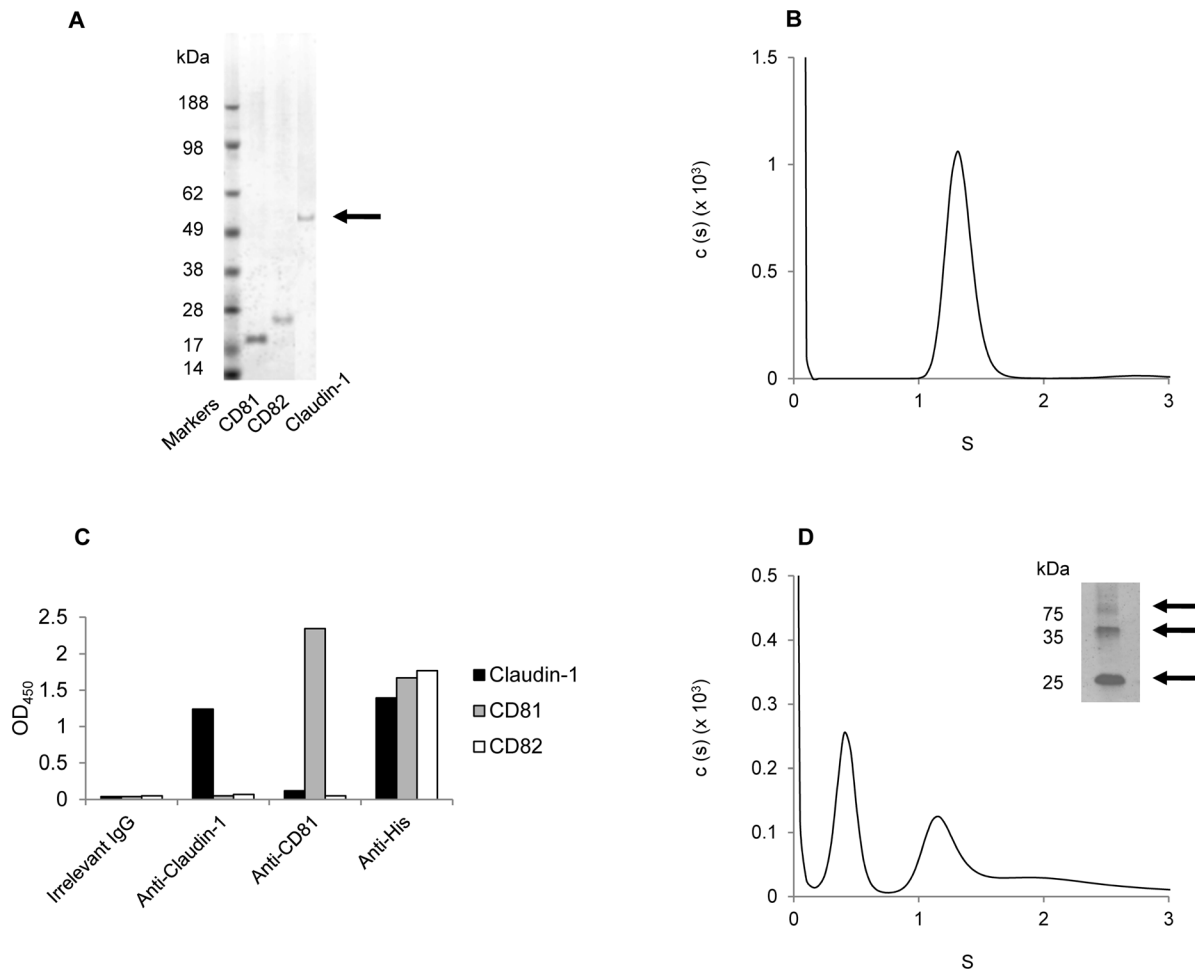 A
kDa
188
98
62
49
38
28
17
14
Markers
CD81
CD82
Claudin-1
B
c (s) (x 10³)
1.5
1
0.5
0
0
1
2
3
S
C
OD₄₅₀
2.5
2
1.5
1
0.5
0
Irrelevant IgG
Anti-Claudin-1
Anti-CD81
Anti-His
Claudin-1
CD81
CD82
D
c (s) (x 10³)
0.5
0.4
0.3
0.2
0.1
0
0
1
2
3
S
kDa
75
35
25